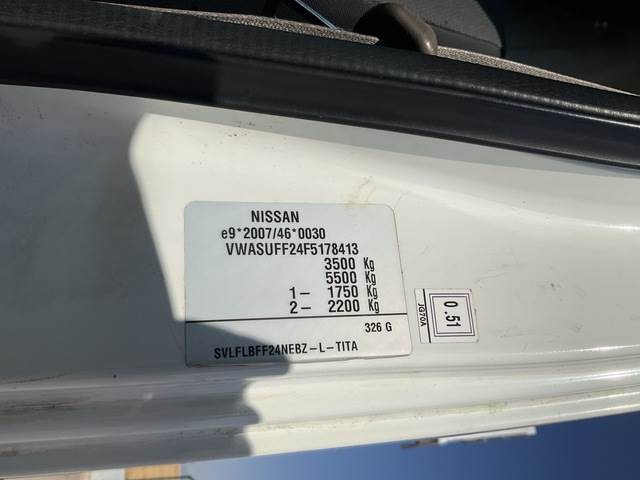 NISSAN
e9*2007/46*0030
VWASUFF24F5178413
3500 Kg
5500 Kg
1- 1750 Kg
2- 2200 Kg
326 G
SVLFLBFF24NEBZ-L-TITA
0.51
JG70A